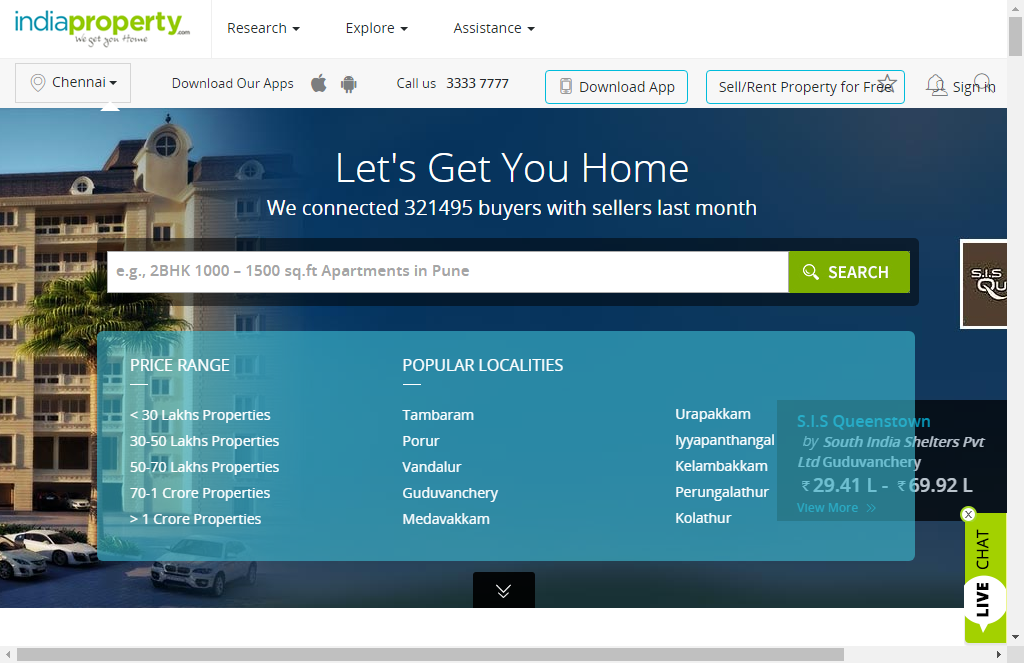 indiaproperty.com
We get you Home
Research
Explore
Assistance
Chennai
Download Our Apps
Call us 3333 7777
Download App
Sell/Rent Property for Free
Sign in
Let's Get You Home
We connected 321495 buyers with sellers last month
e.g., 2BHK 1000 – 1500 sq.ft Apartments in Pune
SEARCH
S.I.S
Qu
PRICE RANGE
< 30 Lakhs Properties
30-50 Lakhs Properties
50-70 Lakhs Properties
70-1 Crore Properties
> 1 Crore Properties
POPULAR LOCALITIES
Tambaram
Porur
Vandalur
Guduvanchery
Medavakkam
Urapakkam
Iyyapanthangal
Kelambakkam
Perungalathur
Kolathur
S.I.S Queenstown
by South India Shelters Pvt
Ltd Guduvanchery
₹ 29.41 L - ₹ 69.92 L
View More »
LIVE CHAT